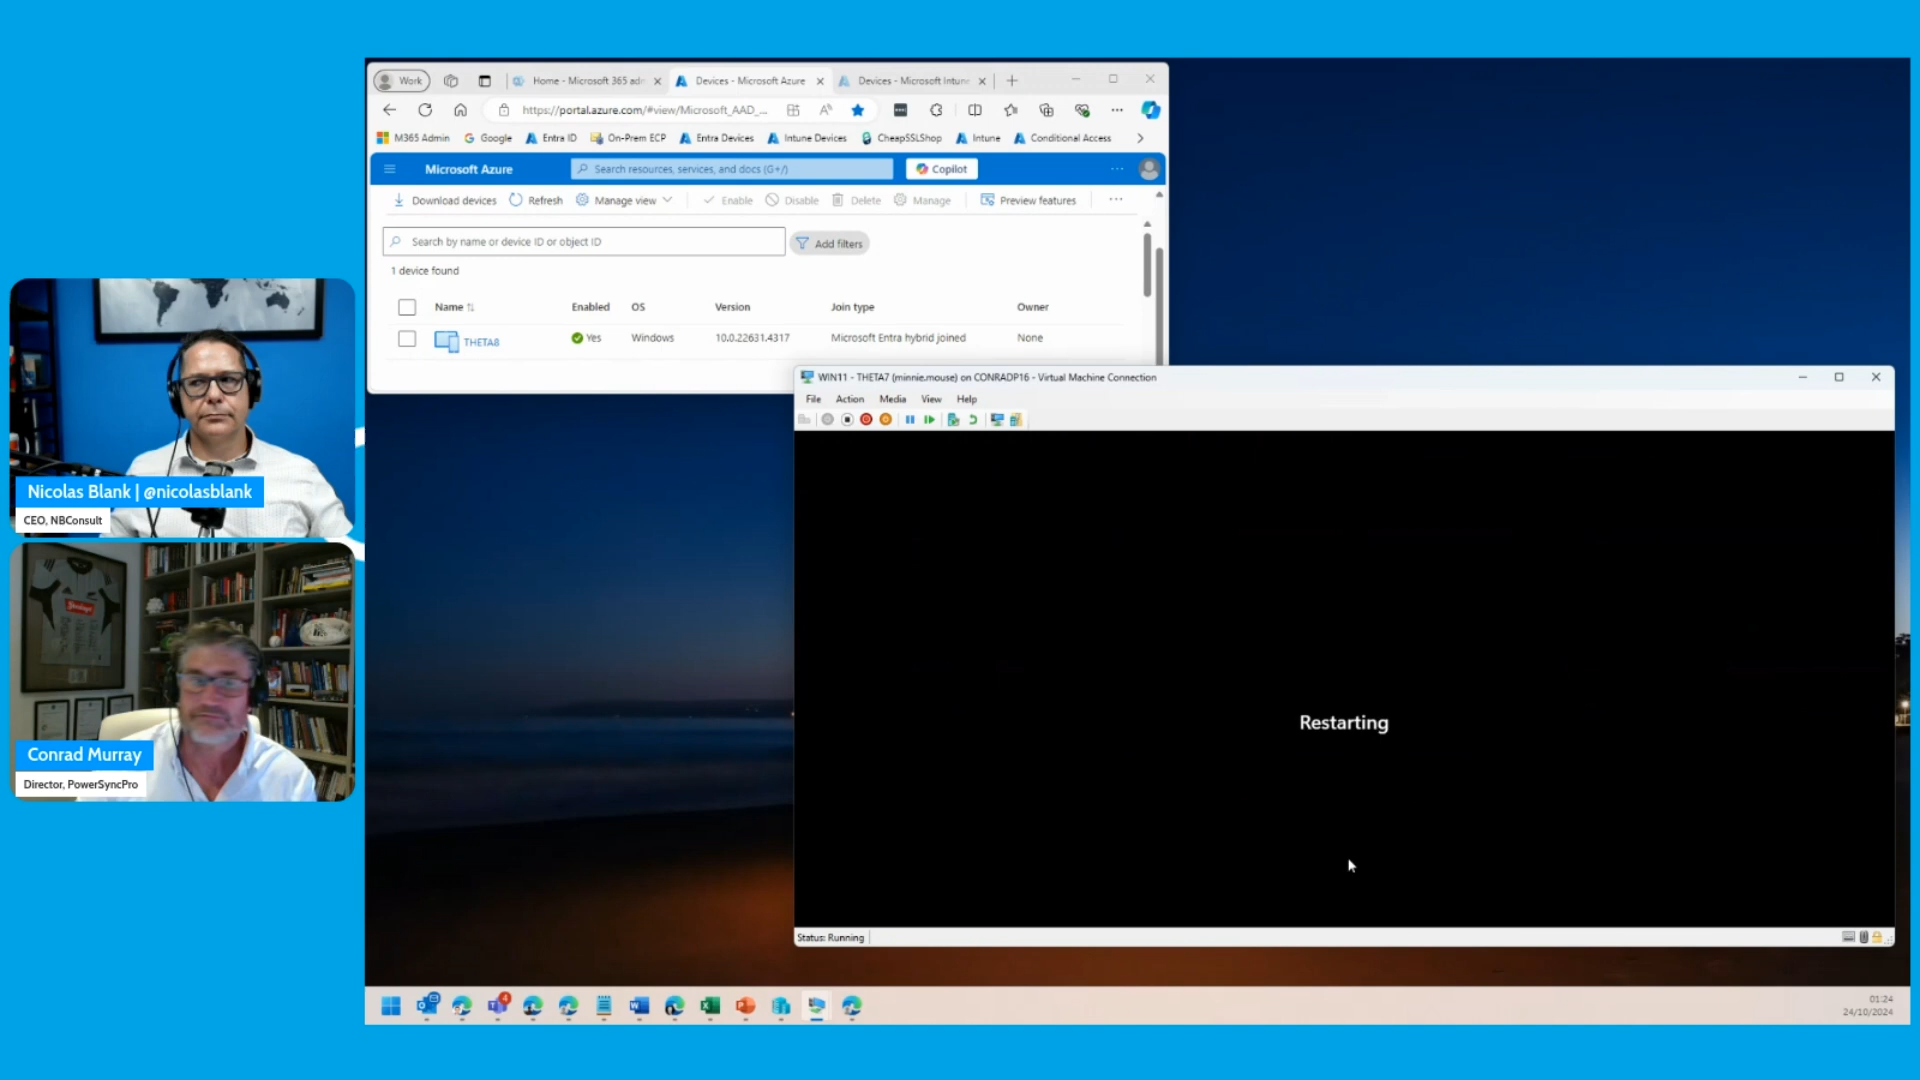 Work
Home - Microsoft 365 adm
Devices - Microsoft Azure
Devices - Microsoft Intune
https://portal.azure.com/#view/Microsoft_AAD_...
M365 Admin
Google
Entra ID
On-Prem ECP
Entra Devices
Intune Devices
CheapSSLShop
Intune
Conditional Access
Microsoft Azure
Search resources, services, and docs (G+/)
Copilot
Download devices
Refresh
Manage view
Enable
Disable
Delete
Manage
Preview features
Search by name or device ID or object ID
Add filters
1 device found
Name
Enabled
OS
Version
Join type
Owner
THETA8
Yes
Windows
10.0.22631.4317
Microsoft Entra hybrid joined
None
WIN11 - THETA7 (minnie.mouse) on CONRADP16 - Virtual Machine Connection
File
Action
Media
View
Help
Restarting
Status: Running
Nicolas Blank | @nicolasblank
CEO, NBConsult
Conrad Murray
Director, PowerSyncPro
4
01:24
24/10/2024